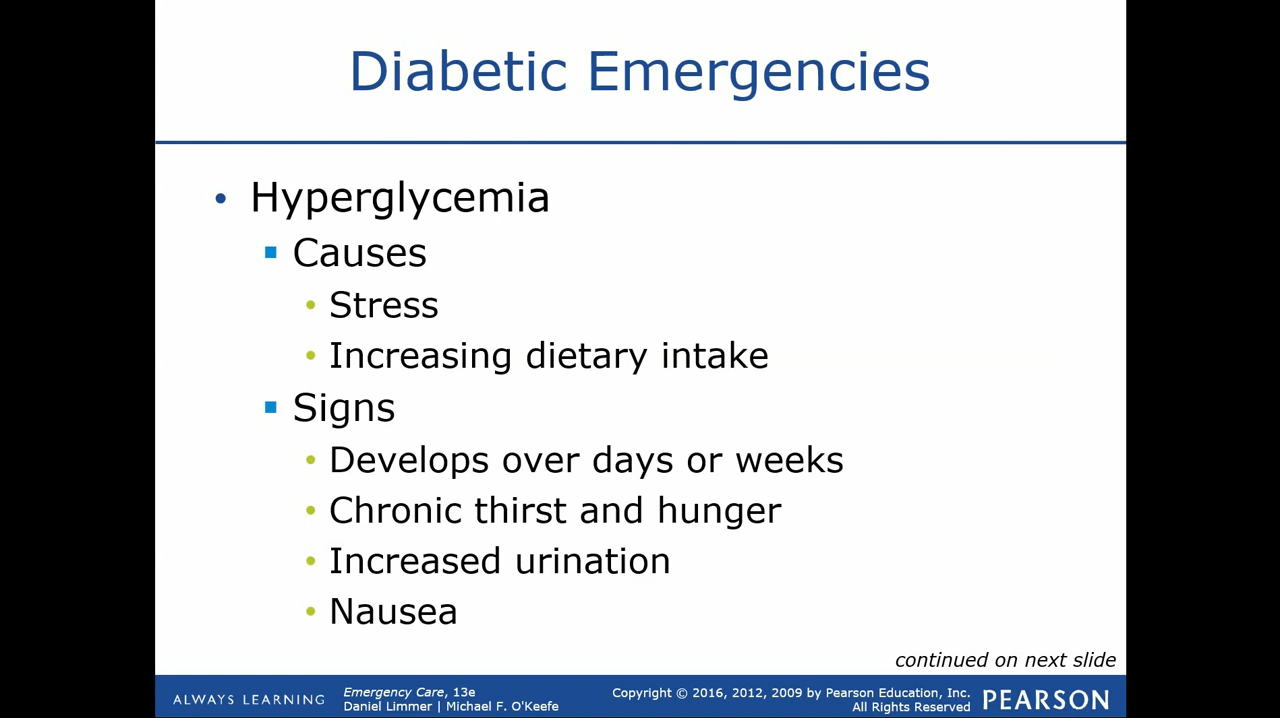 Diabetic Emergencies
• Hyperglycemia
▪ Causes
• Stress
• Increasing dietary intake
▪ Signs
• Develops over days or weeks
• Chronic thirst and hunger
• Increased urination
• Nausea
continued on next slide
ALWAYS LEARNING
Emergency Care, 13e
Daniel Limmer | Michael F. O'Keefe
Copyright © 2016, 2012, 2009 by Pearson Education, Inc.
All Rights Reserved
PEARSON